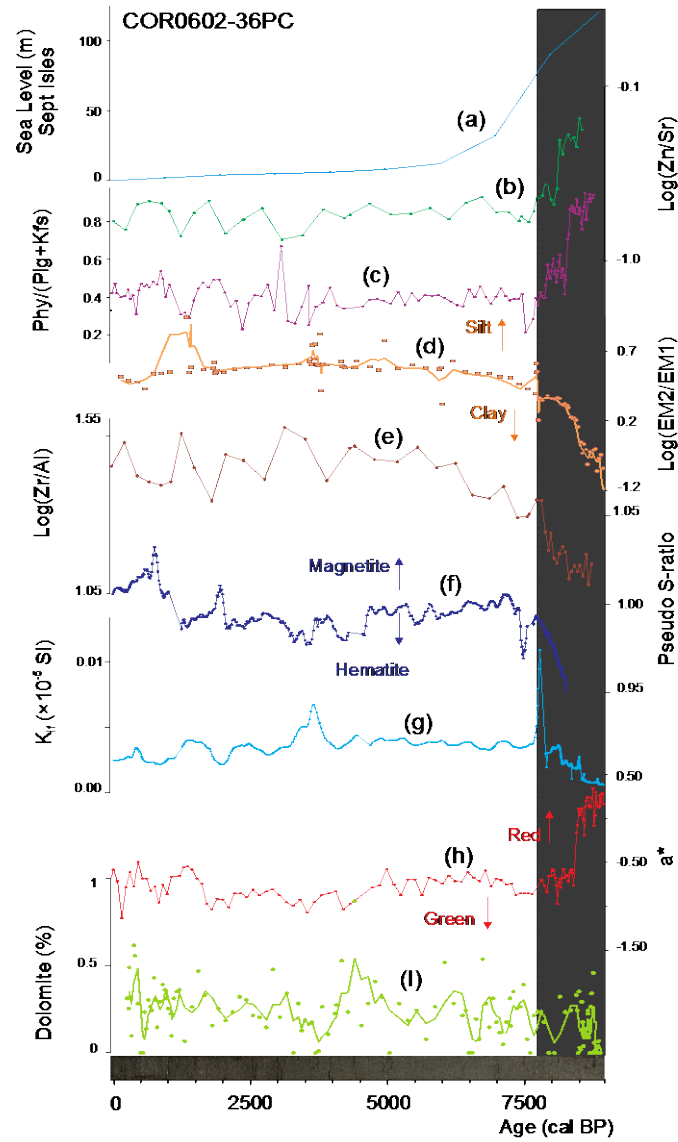 COR0602-36PC
100
50
0
Sea Level (m)
Sept Isles
(a)
-0.1
-1.0
Log(Zn/Sr)
(b)
0.8
0.6
0.4
0.2
Phy/(Plg+Kfs)
(c)
Silt
(d)
Clay
0.7
0.2
-1.2
Log(EM2/EM1)
1.55
1.05
Log(Zr/Al)
(e)
1.05
1.00
0.95
Pseudo S-ratio
Magnetite
(f)
Hematite
0.01
0.00
(g)
0.50
-0.50
-1.50
a*
Red
(h)
Green
1
0.5
0
Dolomite (%)
(I)
0
2500
5000
7500
Age (cal BP)